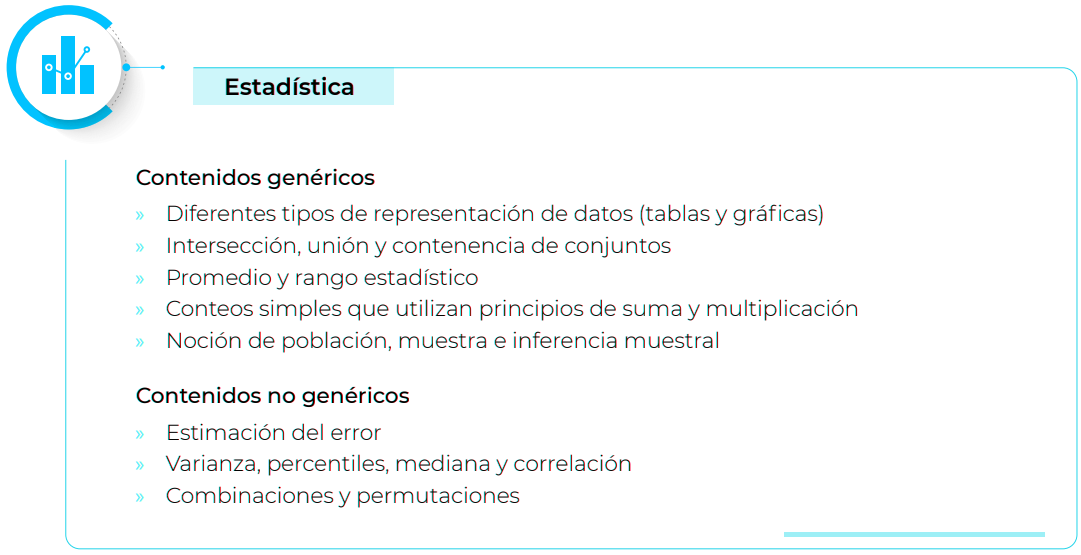 Estadística
Contenidos genéricos
» Diferentes tipos de representación de datos (tablas y gráficas)
» Intersección, unión y contenencia de conjuntos
» Promedio y rango estadístico
» Conteos simples que utilizan principios de suma y multiplicación
» Noción de población, muestra e inferencia muestral
Contenidos no genéricos
» Estimación del error
» Varianza, percentiles, mediana y correlación
» Combinaciones y permutaciones